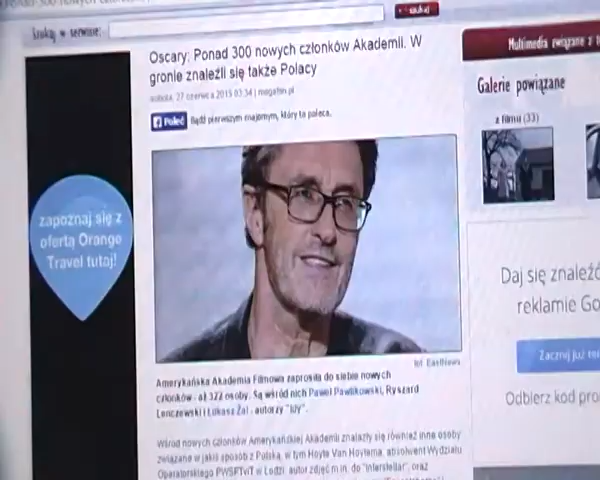 Szukaj w serwisie:
szukaj
Oscary: Ponad 300 nowych członków Akademii. W
gronie znaleźli się także Polacy
sobota, 27 czerwca 2015 03:34 | megafon.pl
Poleć Bądź pierwszym znajomym, który to poleca.
zapoznaj się z
ofertą Orange
Travel tutaj!
fot. EastNews
Amerykańska Akademia Filmowa zaprosiła do siebie nowych
członków - aż 322 osoby. Są wśród nich Paweł Pawlikowski, Ryszard
Lenczewski i Łukasz Żal - autorzy "Idy".
Wśród nowych członków Amerykańskiej Akademii znalazły się również inne osoby
związane w jakiś sposób z Polską, w tym Hoyte Van Hoytema, absolwent Wydziału
Operatorskiego PWSFTviT w Łodzi, autor zdjęć m.in. do "Interstellar", oraz
Multimedia związane z
Galerie powiązane
z filmu (33)
Daj się znaleźć
reklamie Go
Zacznij już
Odbierz kod pro